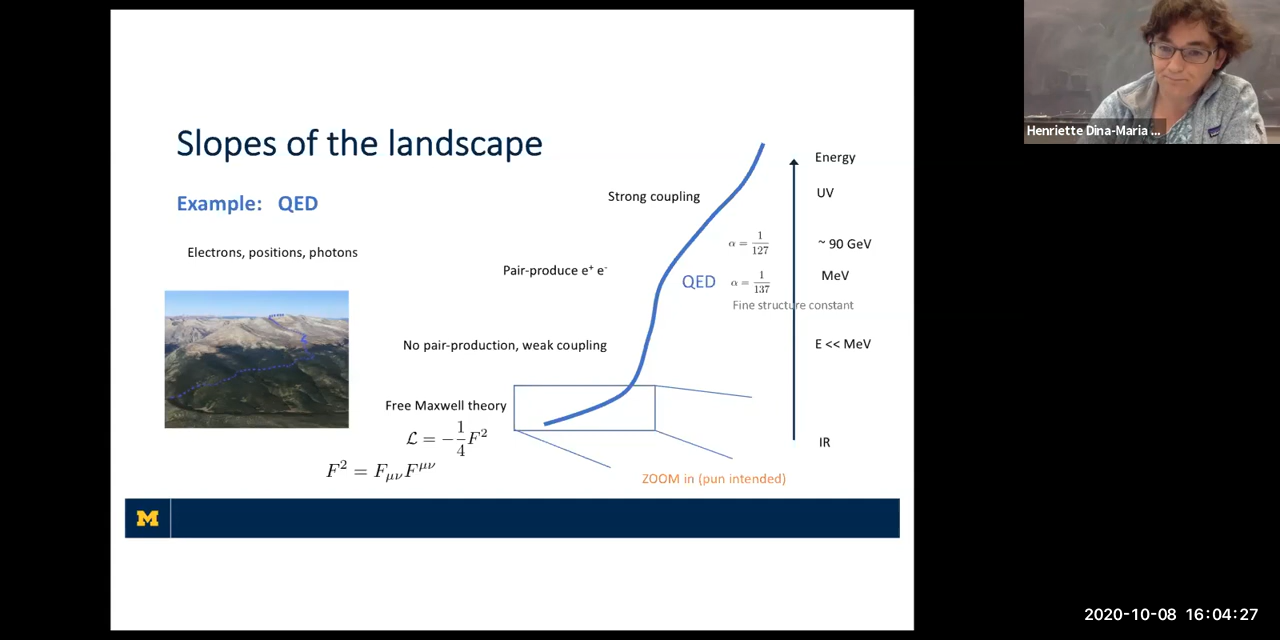 Slopes of the landscape
Example: QED
Electrons, positions, photons
Strong coupling
Pair-produce e⁺ e⁻
No pair-production, weak coupling
Free Maxwell theory
ℒ = −1/4 F²
F² = F_{μν}F^{μν}
QED
α = 1/127
α = 1/137
Fine structure constant
Energy
UV
~ 90 GeV
MeV
E << MeV
IR
ZOOM in (pun intended)
M
Henriette Dina-Maria ...
2020-10-08 16:04:27